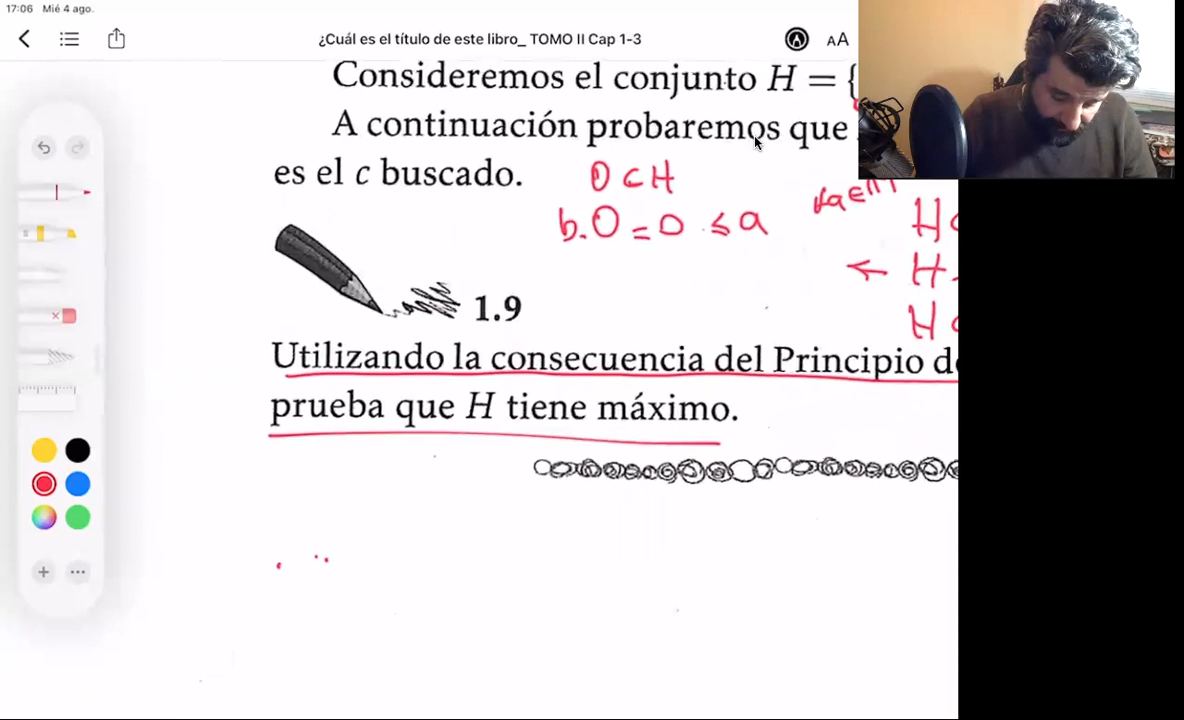 17:06 Mié 4 ago.
¿Cuál es el título de este libro_ TOMO II Cap 1-3
AA
Consideremos el conjunto H = {
A continuación probaremos que
es el c buscado.
0 ⊂ H
b.0 = 0 ≤ a
H
← H
H
1.9
Utilizando la consecuencia del Principio d
prueba que H tiene máximo.